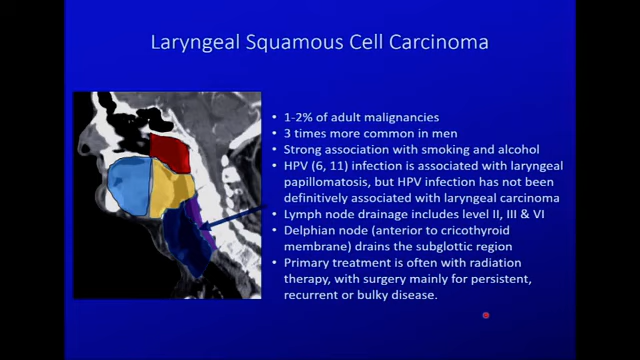 Laryngeal Squamous Cell Carcinoma
• 1-2% of adult malignancies
• 3 times more common in men
• Strong association with smoking and alcohol
• HPV (6, 11) infection is associated with laryngeal
papillomatosis, but HPV infection has not been
definitively associated with laryngeal carcinoma
• Lymph node drainage includes level II, III & VI
• Delphian node (anterior to cricothyroid
membrane) drains the subglottic region
• Primary treatment is often with radiation
therapy, with surgery mainly for persistent,
recurrent or bulky disease.